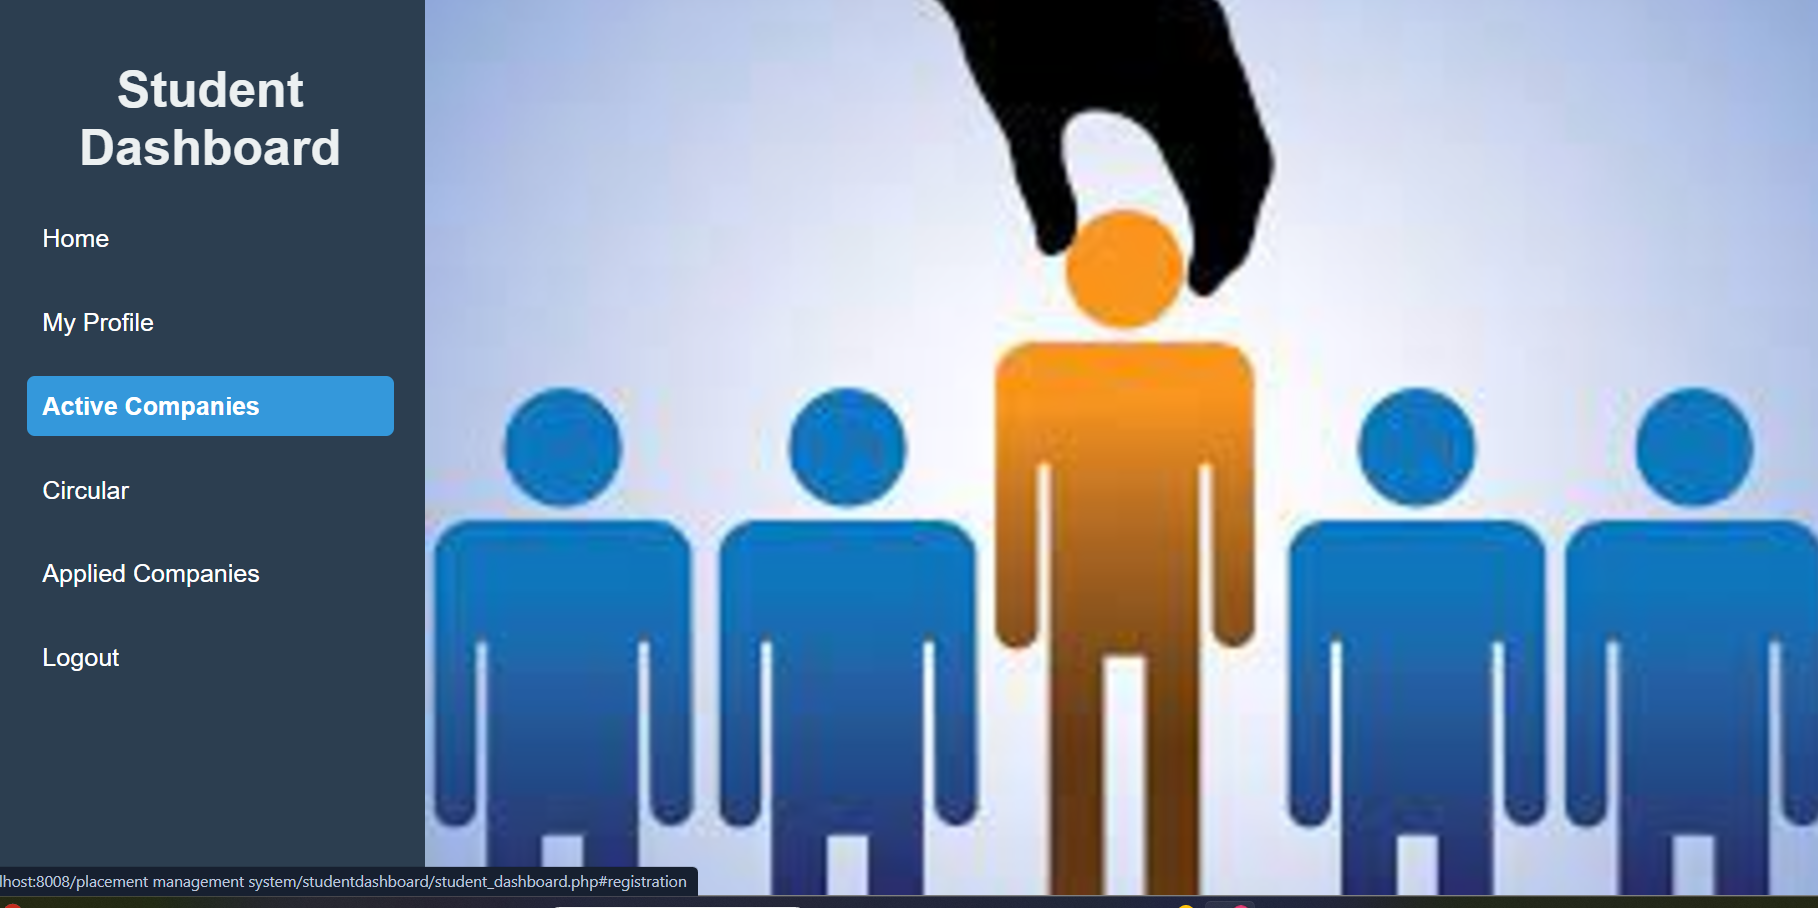 Student
Dashboard
Home
My Profile
Active Companies
Circular
Applied Companies
Logout
lhost:8008/placement management system/studentdashboard/student_dashboard.php#registration